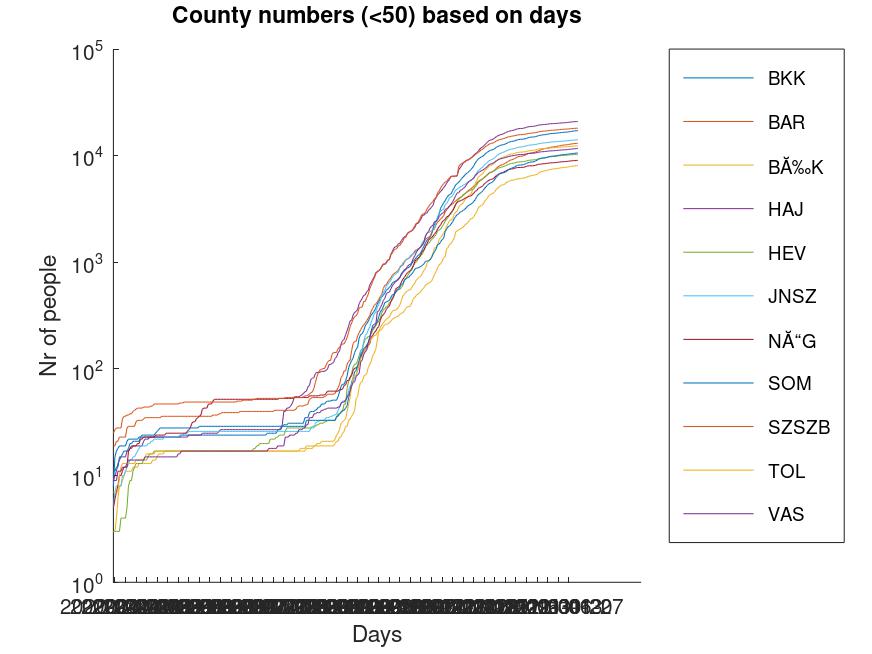 County numbers (<50) based on days
10^5
10^4
10^3
10^2
10^1
10^0
Nr of people
Days
BKK
BAR
BĂ‰K
HAJ
HEV
JNSZ
NĂ“G
SOM
SZSZB
TOL
VAS